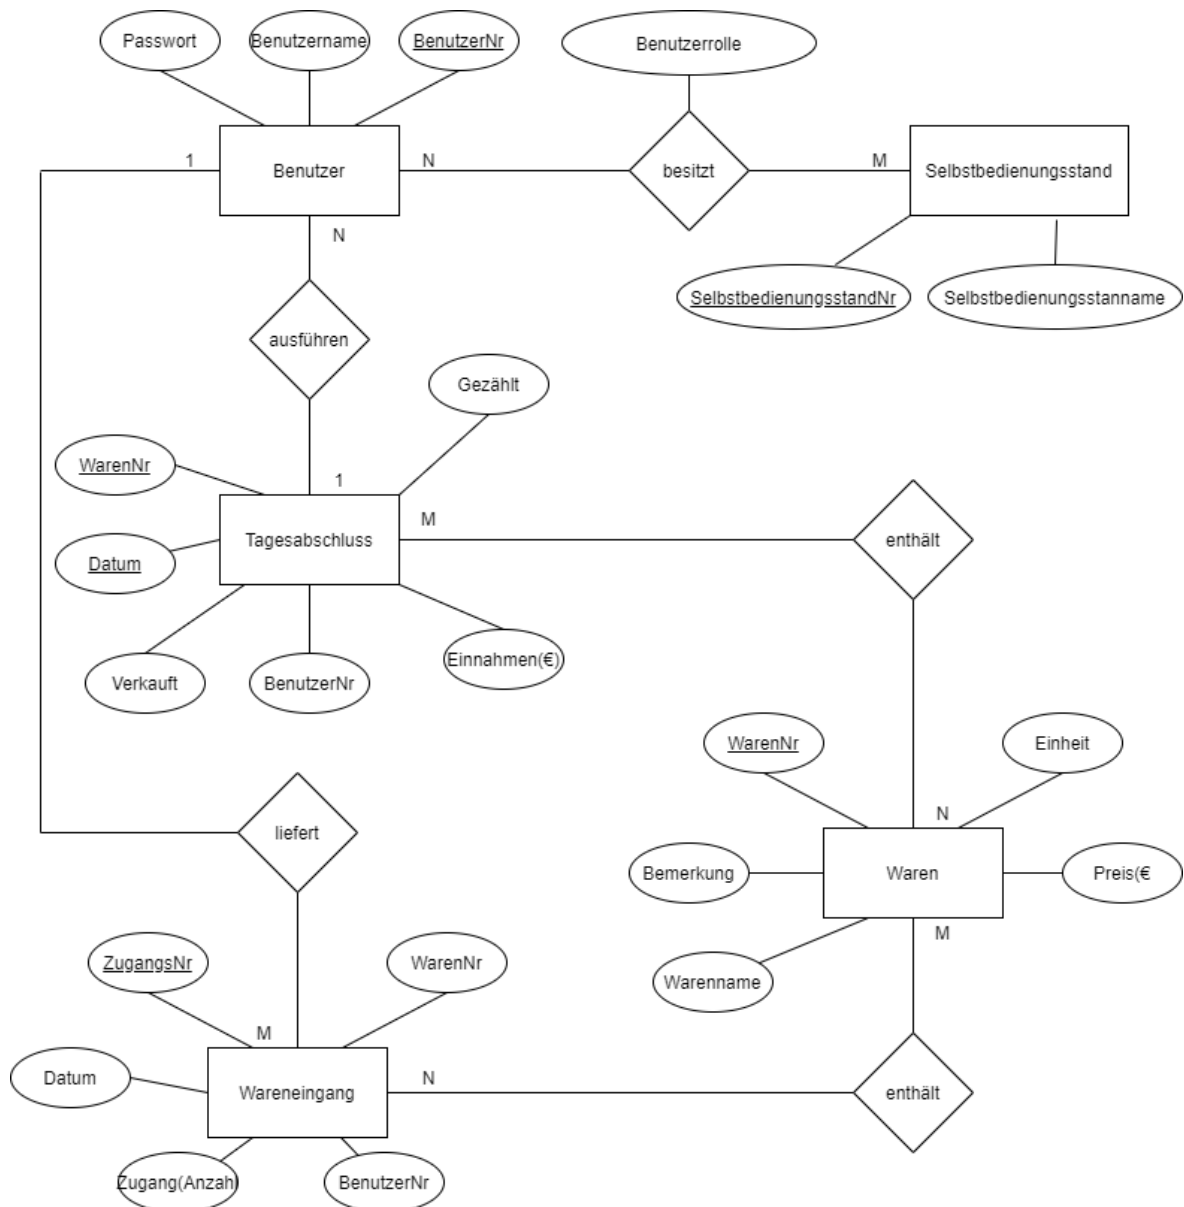 Passwort
Benutzername
BenutzerNr
Benutzerrolle
1
Benutzer
N
besitzt
M
Selbstbedienungsstand
N
SelbstbedienungsstandNr
Selbstbedienungsstanname
ausführen
Gezählt
WarenNr
1
Tagesabschluss
M
enthält
Datum
Verkauft
BenutzerNr
Einnahmen(€)
WarenNr
Einheit
N
liefert
Bemerkung
Waren
Preis(€
M
Warenname
ZugangsNr
WarenNr
M
Datum
Wareneingang
N
enthält
Zugang(Anzahl
BenutzerNr